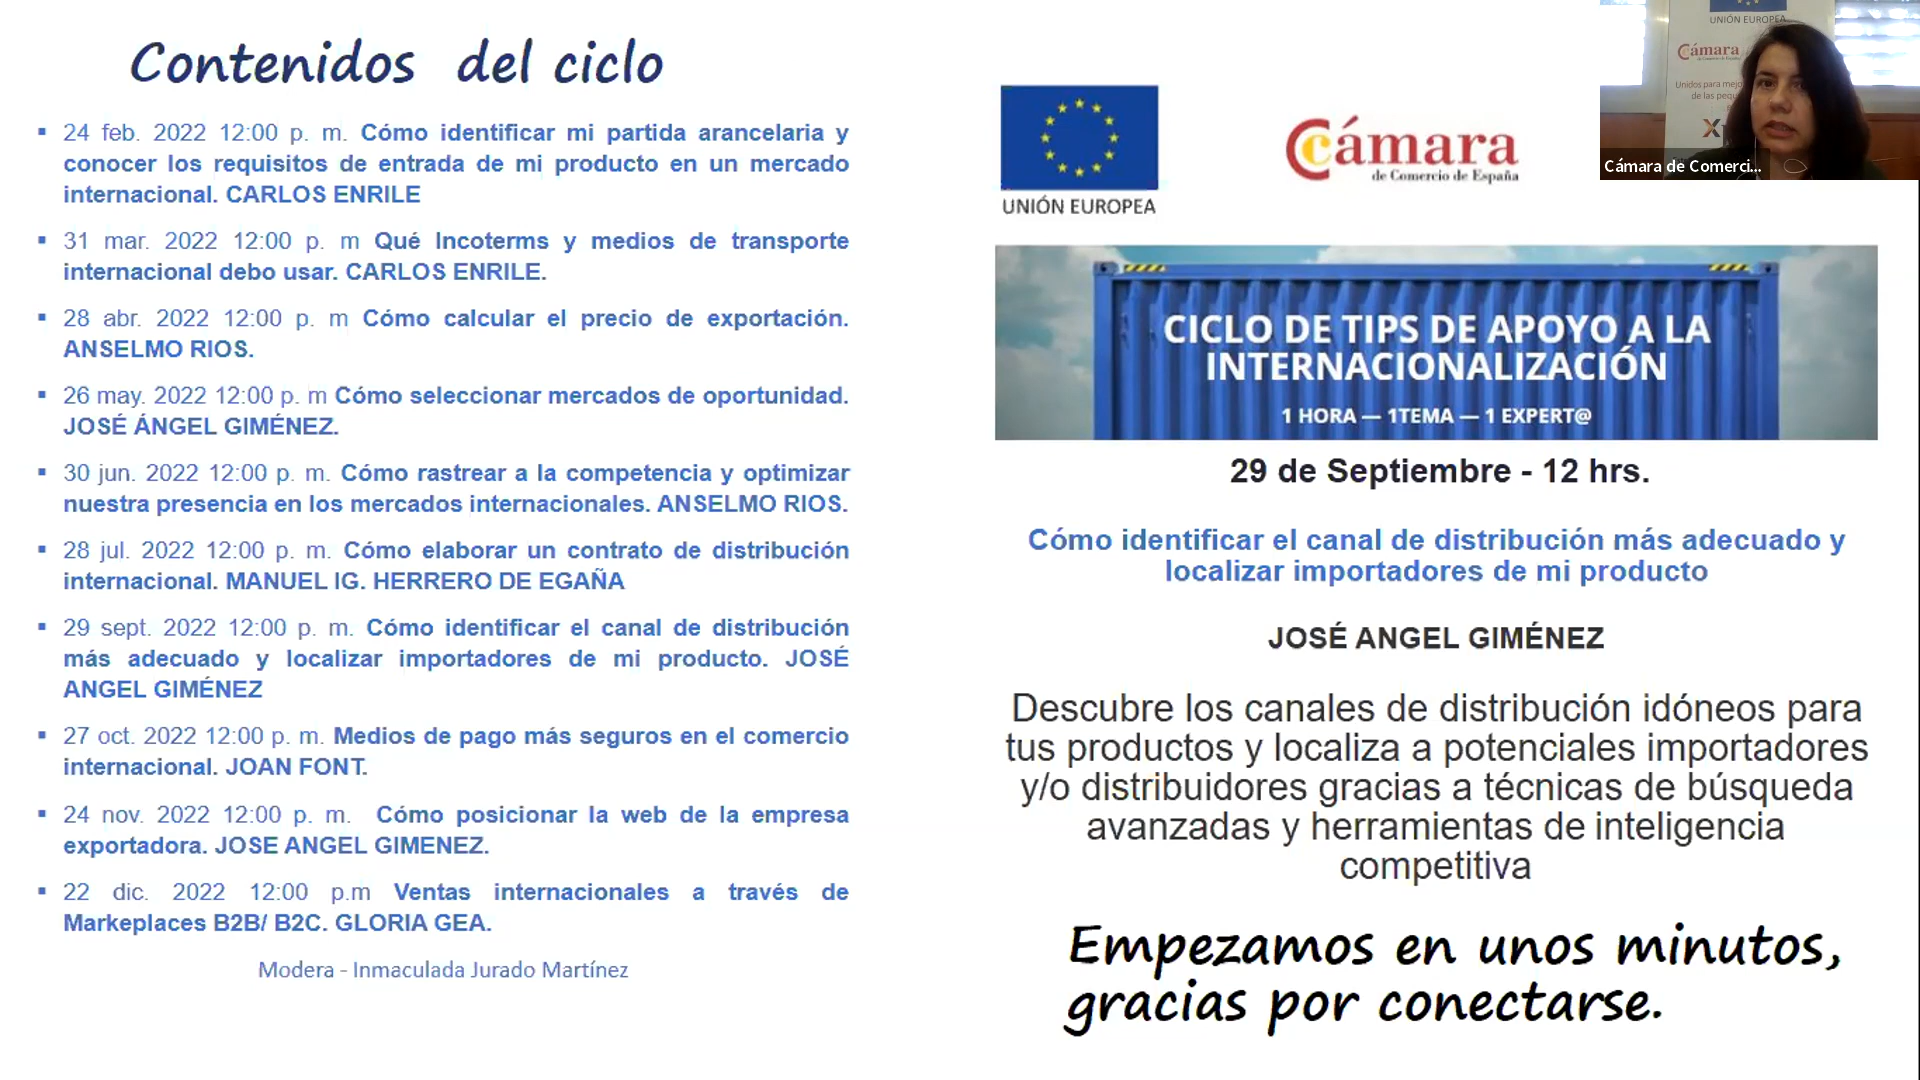 Contenidos del ciclo
▪ 24 feb. 2022 12:00 p. m. Cómo identificar mi partida arancelaria y
conocer los requisitos de entrada de mi producto en un mercado
internacional. CARLOS ENRILE
▪ 31 mar. 2022 12:00 p. m Qué Incoterms y medios de transporte
internacional debo usar. CARLOS ENRILE.
▪ 28 abr. 2022 12:00 p. m Cómo calcular el precio de exportación.
ANSELMO RIOS.
▪ 26 may. 2022 12:00 p. m Cómo seleccionar mercados de oportunidad.
JOSÉ ÁNGEL GIMÉNEZ.
▪ 30 jun. 2022 12:00 p. m. Cómo rastrear a la competencia y optimizar
nuestra presencia en los mercados internacionales. ANSELMO RIOS.
▪ 28 jul. 2022 12:00 p. m. Cómo elaborar un contrato de distribución
internacional. MANUEL IG. HERRERO DE EGAÑA
▪ 29 sept. 2022 12:00 p. m. Cómo identificar el canal de distribución
más adecuado y localizar importadores de mi producto. JOSÉ
ANGEL GIMÉNEZ
▪ 27 oct. 2022 12:00 p. m. Medios de pago más seguros en el comercio
internacional. JOAN FONT.
▪ 24 nov. 2022 12:00 p. m. Cómo posicionar la web de la empresa
exportadora. JOSE ANGEL GIMENEZ.
▪ 22 dic. 2022 12:00 p.m Ventas internacionales a través de
Markeplaces B2B/ B2C. GLORIA GEA.
Modera - Inmaculada Jurado Martínez
UNIÓN EUROPEA
Cámara
de Comercio de España
CICLO DE TIPS DE APOYO A LA
INTERNACIONALIZACIÓN
1 HORA — 1TEMA — 1 EXPERT@
29 de Septiembre - 12 hrs.
Cómo identificar el canal de distribución más adecuado y
localizar importadores de mi producto
JOSÉ ANGEL GIMÉNEZ
Descubre los canales de distribución idóneos para
tus productos y localiza a potenciales importadores
y/o distribuidores gracias a técnicas de búsqueda
avanzadas y herramientas de inteligencia
competitiva
Empezamos en unos minutos,
gracias por conectarse.
UNIÓN EUROPEA
Cámara
Unidos para
de las
Cámara de Comerci...